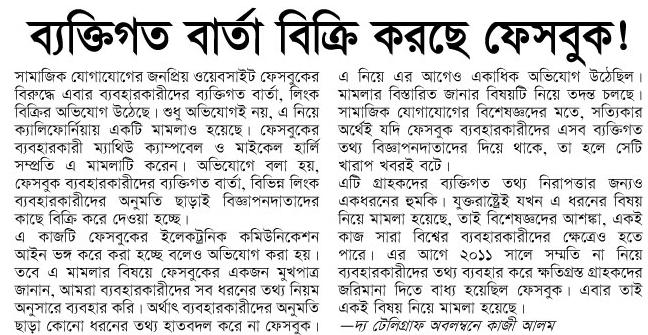 ব্যক্তিগত বার্তা বিক্রি করছে ফেসবুক!
সামাজিক যোগাযোগের জনপ্রিয় ওয়েবসাইট ফেসবুকের
বিরুদ্ধে এবার ব্যবহারকারীদের ব্যক্তিগত বার্তা, লিংক
বিক্রির অভিযোগ উঠেছে। শুধু অভিযোগই নয়, এ নিয়ে
ক্যালিফোর্নিয়ায় একটি মামলাও হয়েছে। ফেসবুকের
ব্যবহারকারী ম্যাথিউ ক্যাম্পবেল ও মাইকেল হার্লি
সম্প্রতি এ মামলাটি করেন। অভিযোগে বলা হয়,
ফেসবুক ব্যবহারকারীদের ব্যক্তিগত বার্তা, বিভিন্ন লিংক
ব্যবহারকারীদের অনুমতি ছাড়াই বিজ্ঞাপনদাতাদের
কাছে বিক্রি করে দেওয়া হচ্ছে।
এ কাজটি ফেসবুকের ইলেকট্রনিক কমিউনিকেশন
আইন ভঙ্গ করে করা হচ্ছে বলেও অভিযোগ করা হয়।
তবে এ মামলার বিষয়ে ফেসবুকের একজন মুখপাত্র
জানান, আমরা ব্যবহারকারীদের সব ধরনের তথ্য নিয়ম
অনুসারে ব্যবহার করি। অর্থাৎ ব্যবহারকারীদের অনুমতি
ছাড়া কোনো ধরনের তথ্য হাতবদল করে না ফেসবুক।
এ নিয়ে এর আগেও একাধিক অভিযোগ উঠেছিল।
মামলার বিস্তারিত জানার বিষয়টি নিয়ে তদন্ত চলছে।
সামাজিক যোগাযোগের বিশেষজ্ঞদের মতে, সত্যিকার
অর্থেই যদি ফেসবুক ব্যবহারকারীদের এসব ব্যক্তিগত
তথ্য বিজ্ঞাপনদাতাদের দিয়ে থাকে, তা হলে সেটি
খারাপ খবরই বটে।
এটি গ্রাহকদের ব্যক্তিগত তথ্য নিরাপত্তার জন্যও
একধরনের হুমকি। যুক্তরাষ্ট্রেই যখন এ ধরনের বিষয়
নিয়ে মামলা হয়েছে, তাই বিশেষজ্ঞদের আশঙ্কা, একই
কাজ সারা বিশ্বের ব্যবহারকারীদের ক্ষেত্রেও হতে
পারে। এর আগে ২০১১ সালে সম্মতি না নিয়ে
ব্যবহারকারীদের তথ্য ব্যবহার করে ক্ষতিগ্রস্ত গ্রাহকদের
জরিমানা দিতে বাধ্য হয়েছিল ফেসবুক। এবার তাই
একই বিষয় নিয়ে মামলা হয়েছে।
—দ্য টেলিগ্রাফ অবলম্বনে কাজী আলম